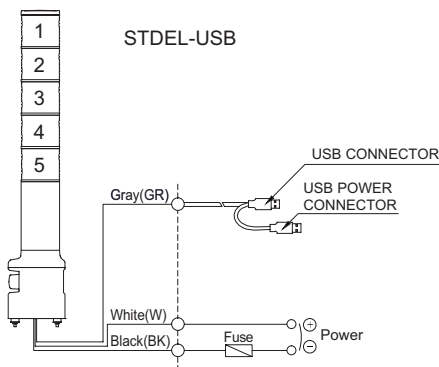 STDEL-USB
1
2
3
4
5
USB CONNECTOR
USB POWER
CONNECTOR
Gray(GR)
White(W)
Black(BK)
Fuse
+
Power
−